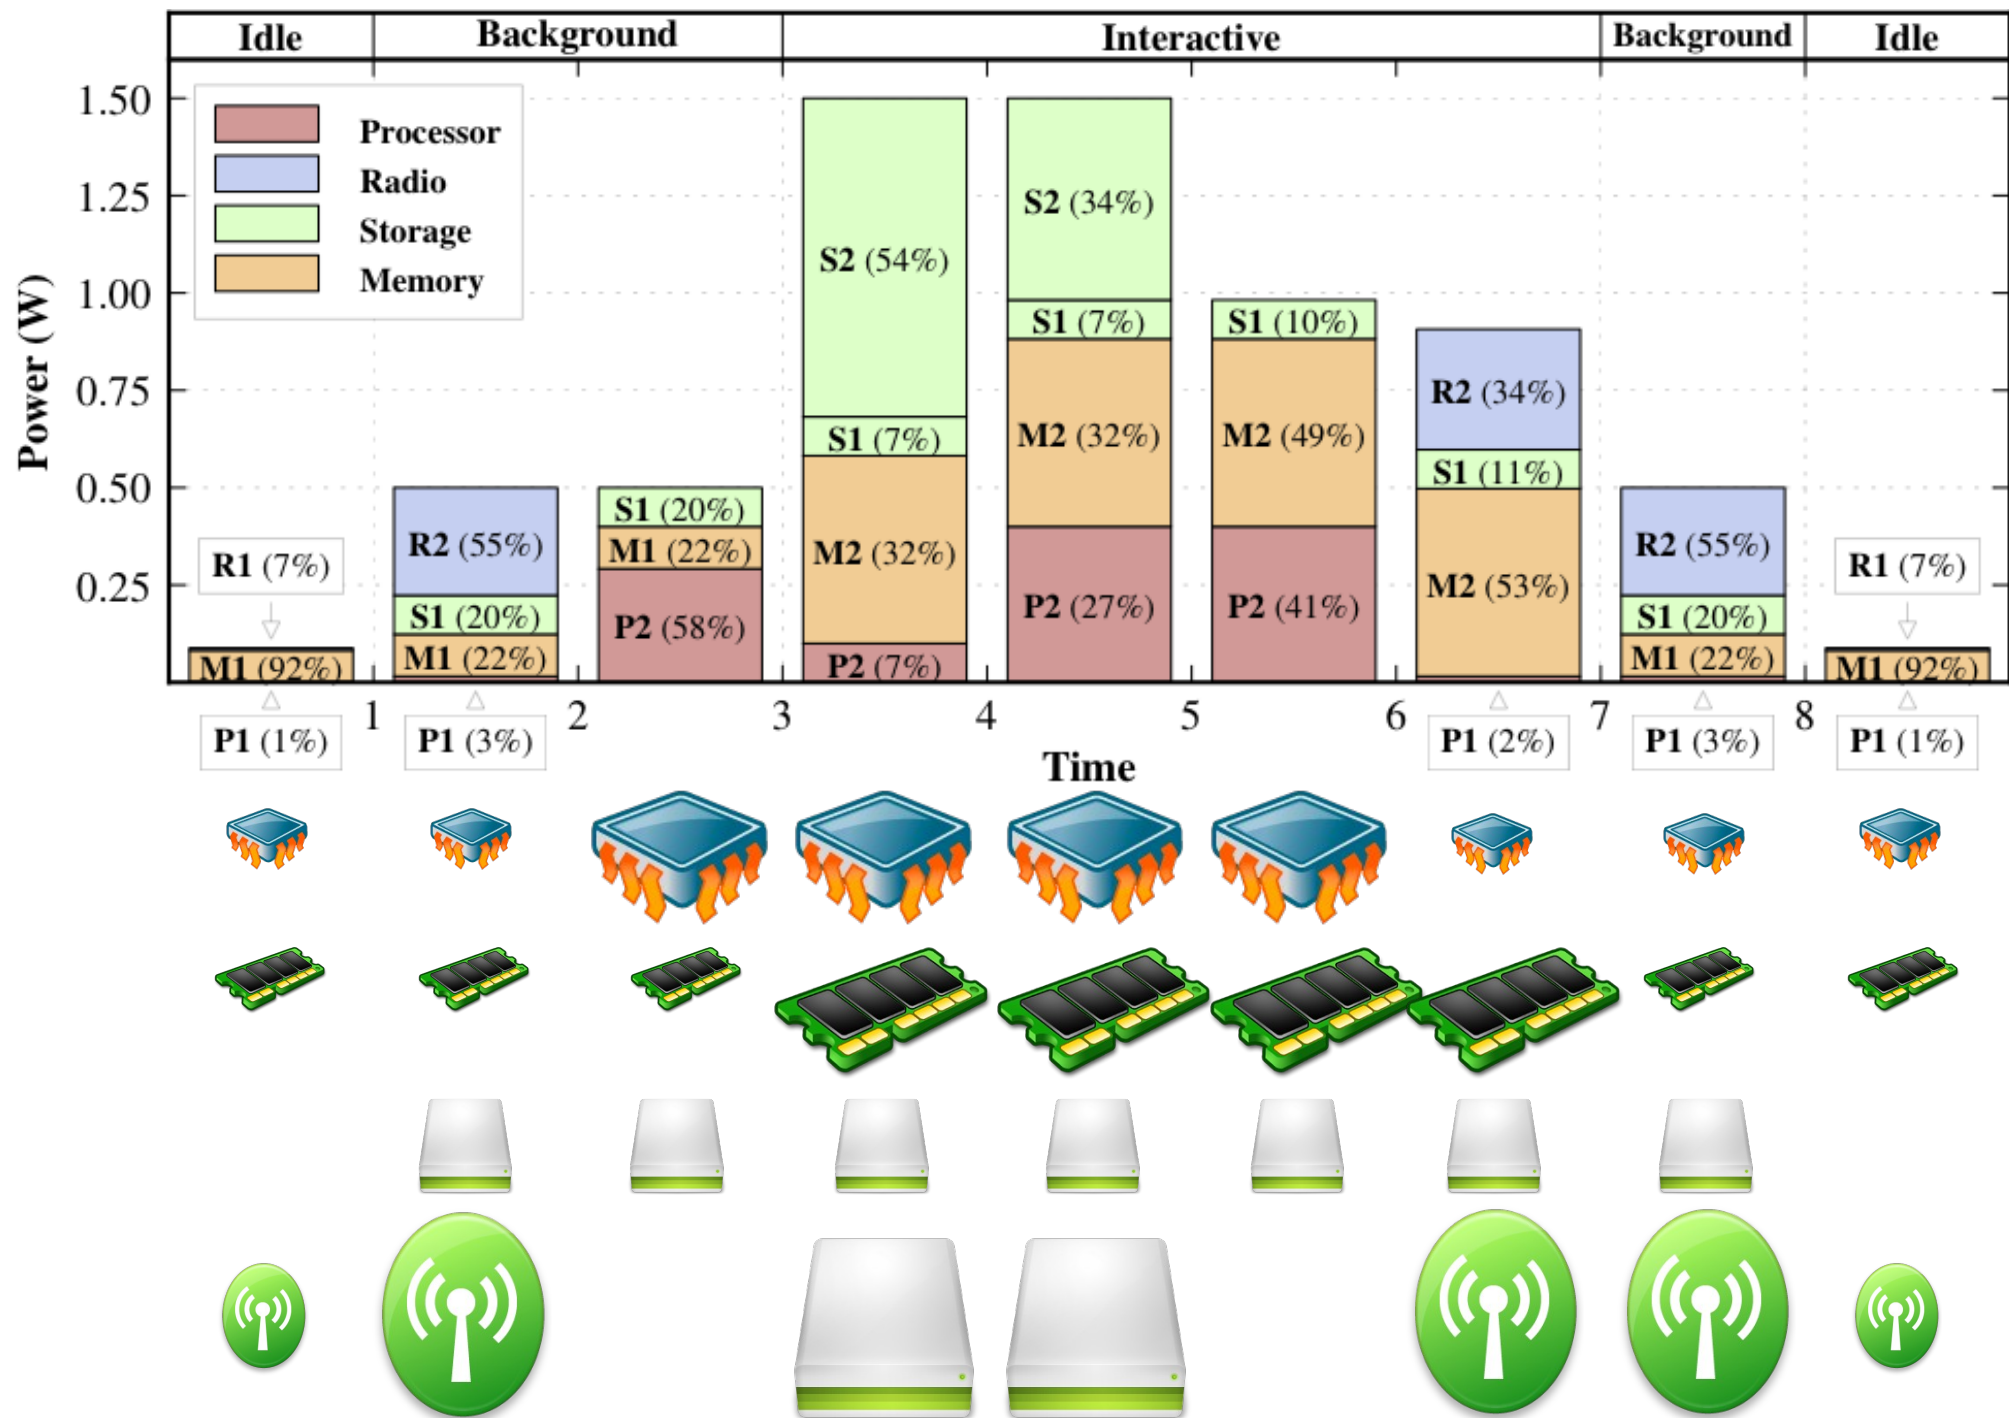 Idle Background Interactive Background Idle
1.50
1.25
1.00
0.75
0.50
0.25
Power (W)
Processor
Radio
Storage
Memory
R1 (7%)
M1 (92%)
P1 (1%)
R2 (55%)
S1 (20%)
M1 (22%)
P1 (3%)
S1 (20%)
M1 (22%)
P2 (58%)
S2 (54%)
S1 (7%)
M2 (32%)
P2 (7%)
S2 (34%)
S1 (7%)
M2 (32%)
P2 (27%)
S1 (10%)
M2 (49%)
P2 (41%)
R2 (34%)
S1 (11%)
M2 (53%)
P1 (2%)
R2 (55%)
S1 (20%)
M1 (22%)
P1 (3%)
R1 (7%)
M1 (92%)
P1 (1%)
1 2 3 4 5 6 7 8
Time